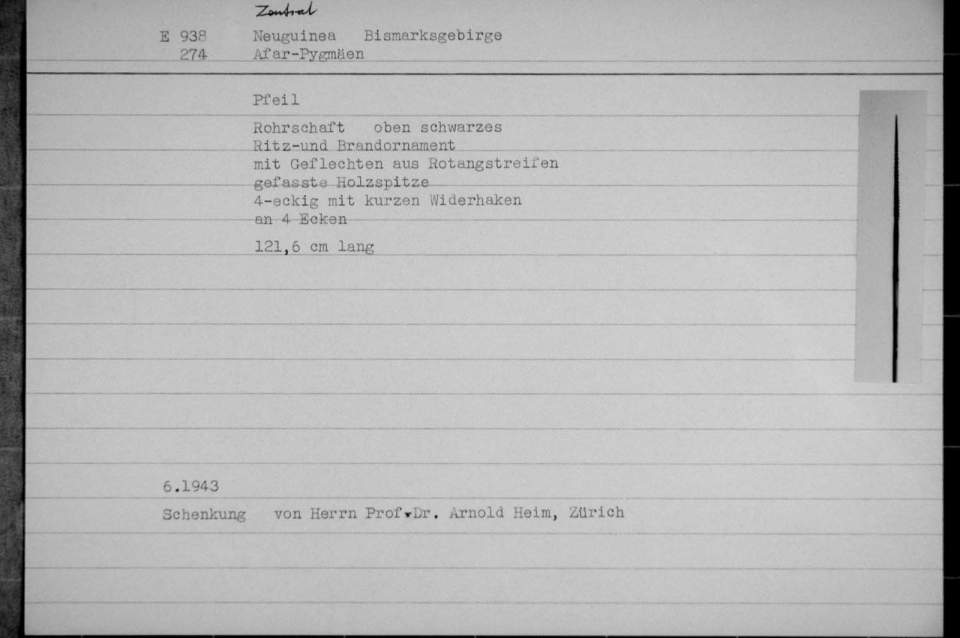 Zentral
E 938 Neuguinea Bismarksgebirge
274 Afar-Pygmäen
Pfeil
Rohrschaft oben schwarzes
Ritz-und Brandornament
mit Geflechten aus Rotangstreifen
gefasste Holzspitze
4-eckig mit kurzen Widerhaken
an 4 Ecken
121,6 cm lang
6.1943
Schenkung von Herrn Prof.Dr. Arnold Heim, Zürich